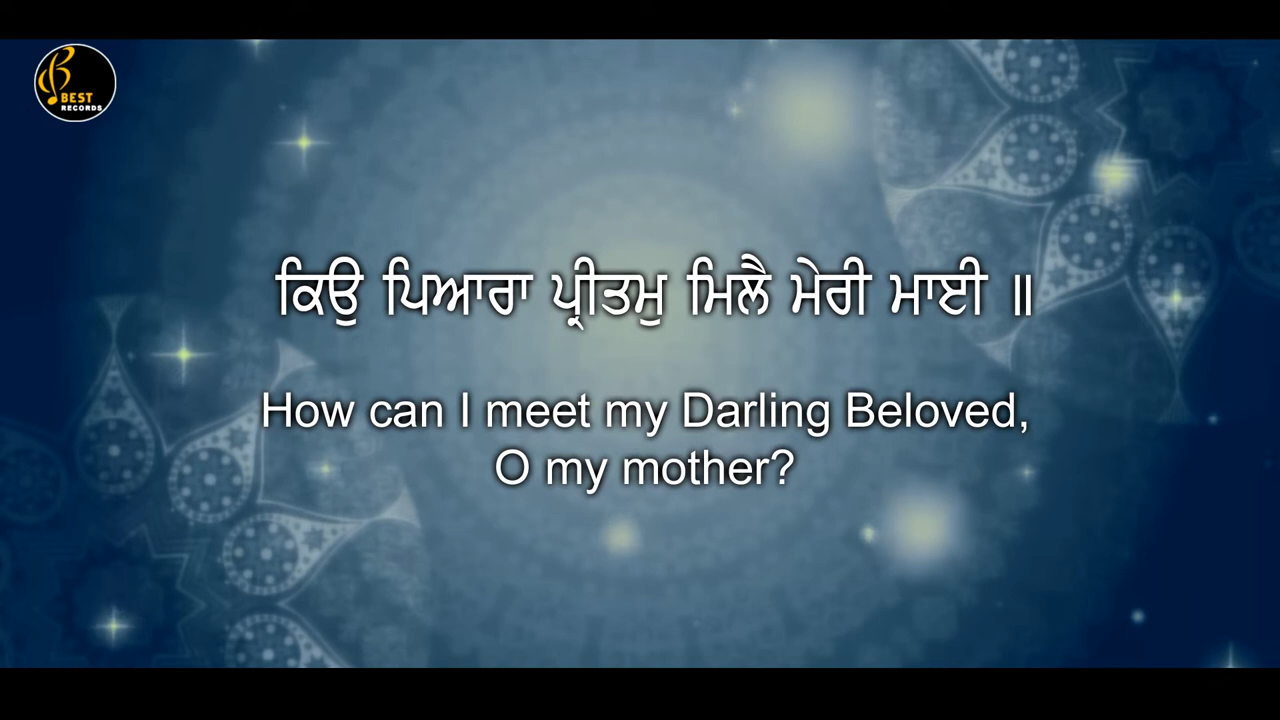 BEST
RECORDS
ਕਿਉ ਪਿਆਰਾ ਪ੍ਰੀਤਮੁ ਮਿਲੈ ਮੇਰੀ ਮਾਈ ॥
How can I meet my Darling Beloved,
O my mother?